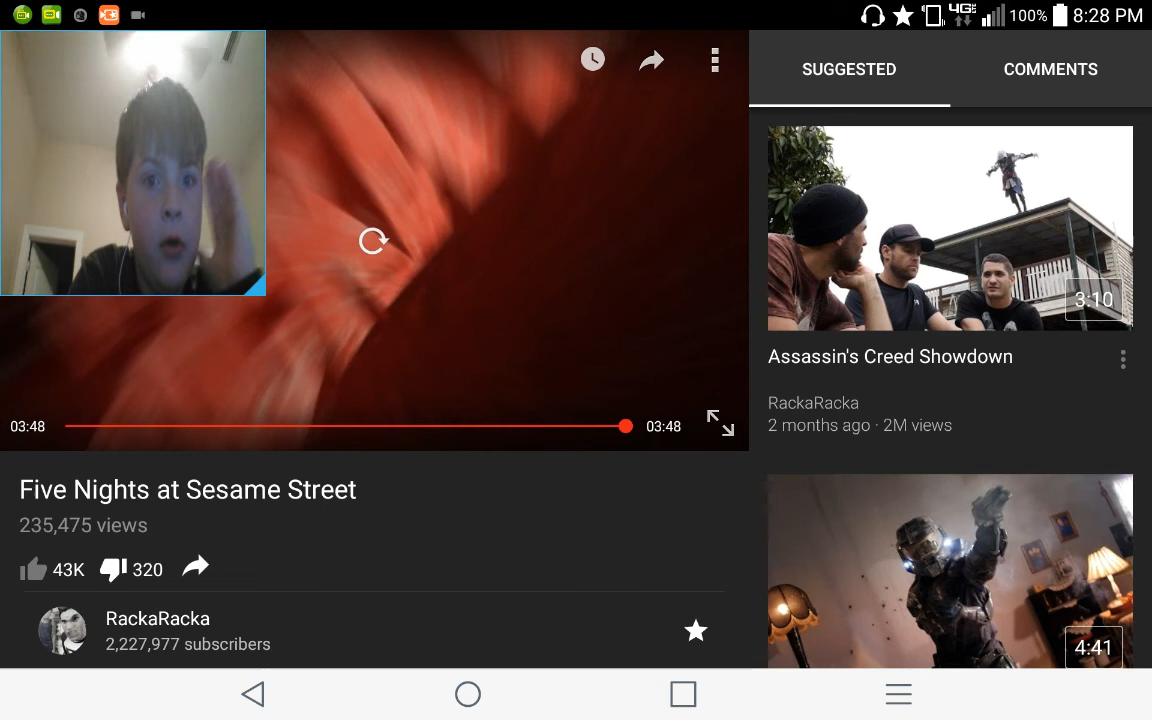 4G LTE 100% 8:28 PM
SUGGESTED COMMENTS
3:10
Assassin's Creed Showdown
RackaRacka
2 months ago · 2M views
03:48 03:48
Five Nights at Sesame Street
235,475 views
43K 320
RackaRacka
2,227,977 subscribers
4:41